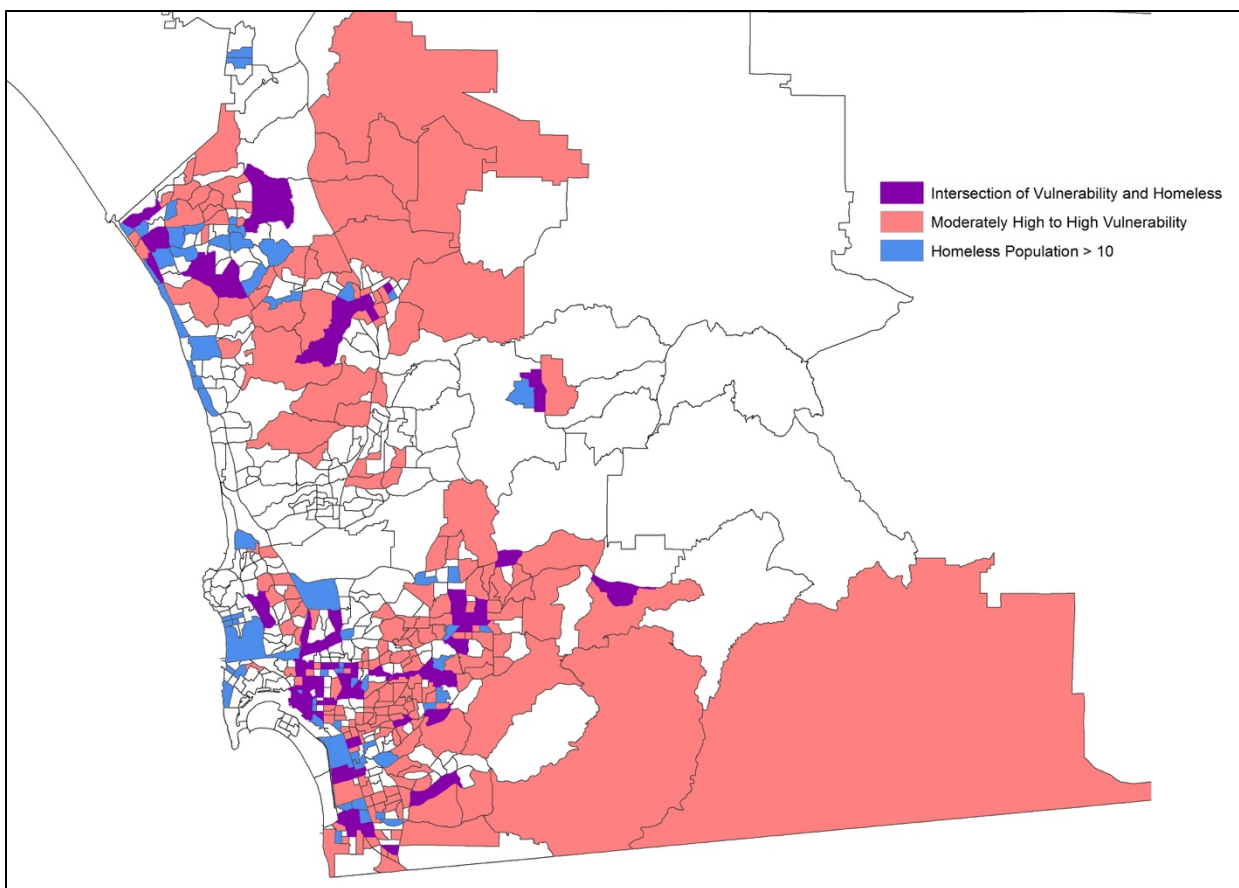 Intersection of Vulnerability and Homeless
Moderately High to High Vulnerability
Homeless Population > 10